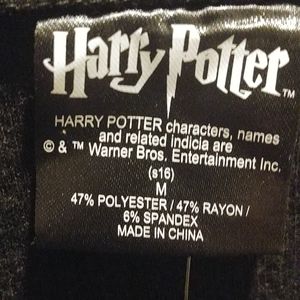 Harry Potter™
HARRY POTTER characters, names
and related indicia are
© & ™ Warner Bros. Entertainment Inc.
(s16)
M
47% POLYESTER / 47% RAYON /
6% SPANDEX
MADE IN CHINA